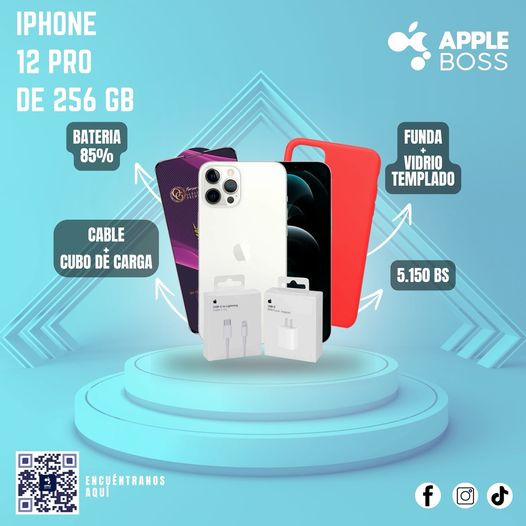 IPHONE
12 PRO
DE 256 GB
APPLE
BOSS
BATERIA
85%
FUNDA
+
VIDRIO
TEMPLADO
CABLE
+
CUBO DE CARGA
5.150 BS
ENCUÉNTRANOS
AQUÍ